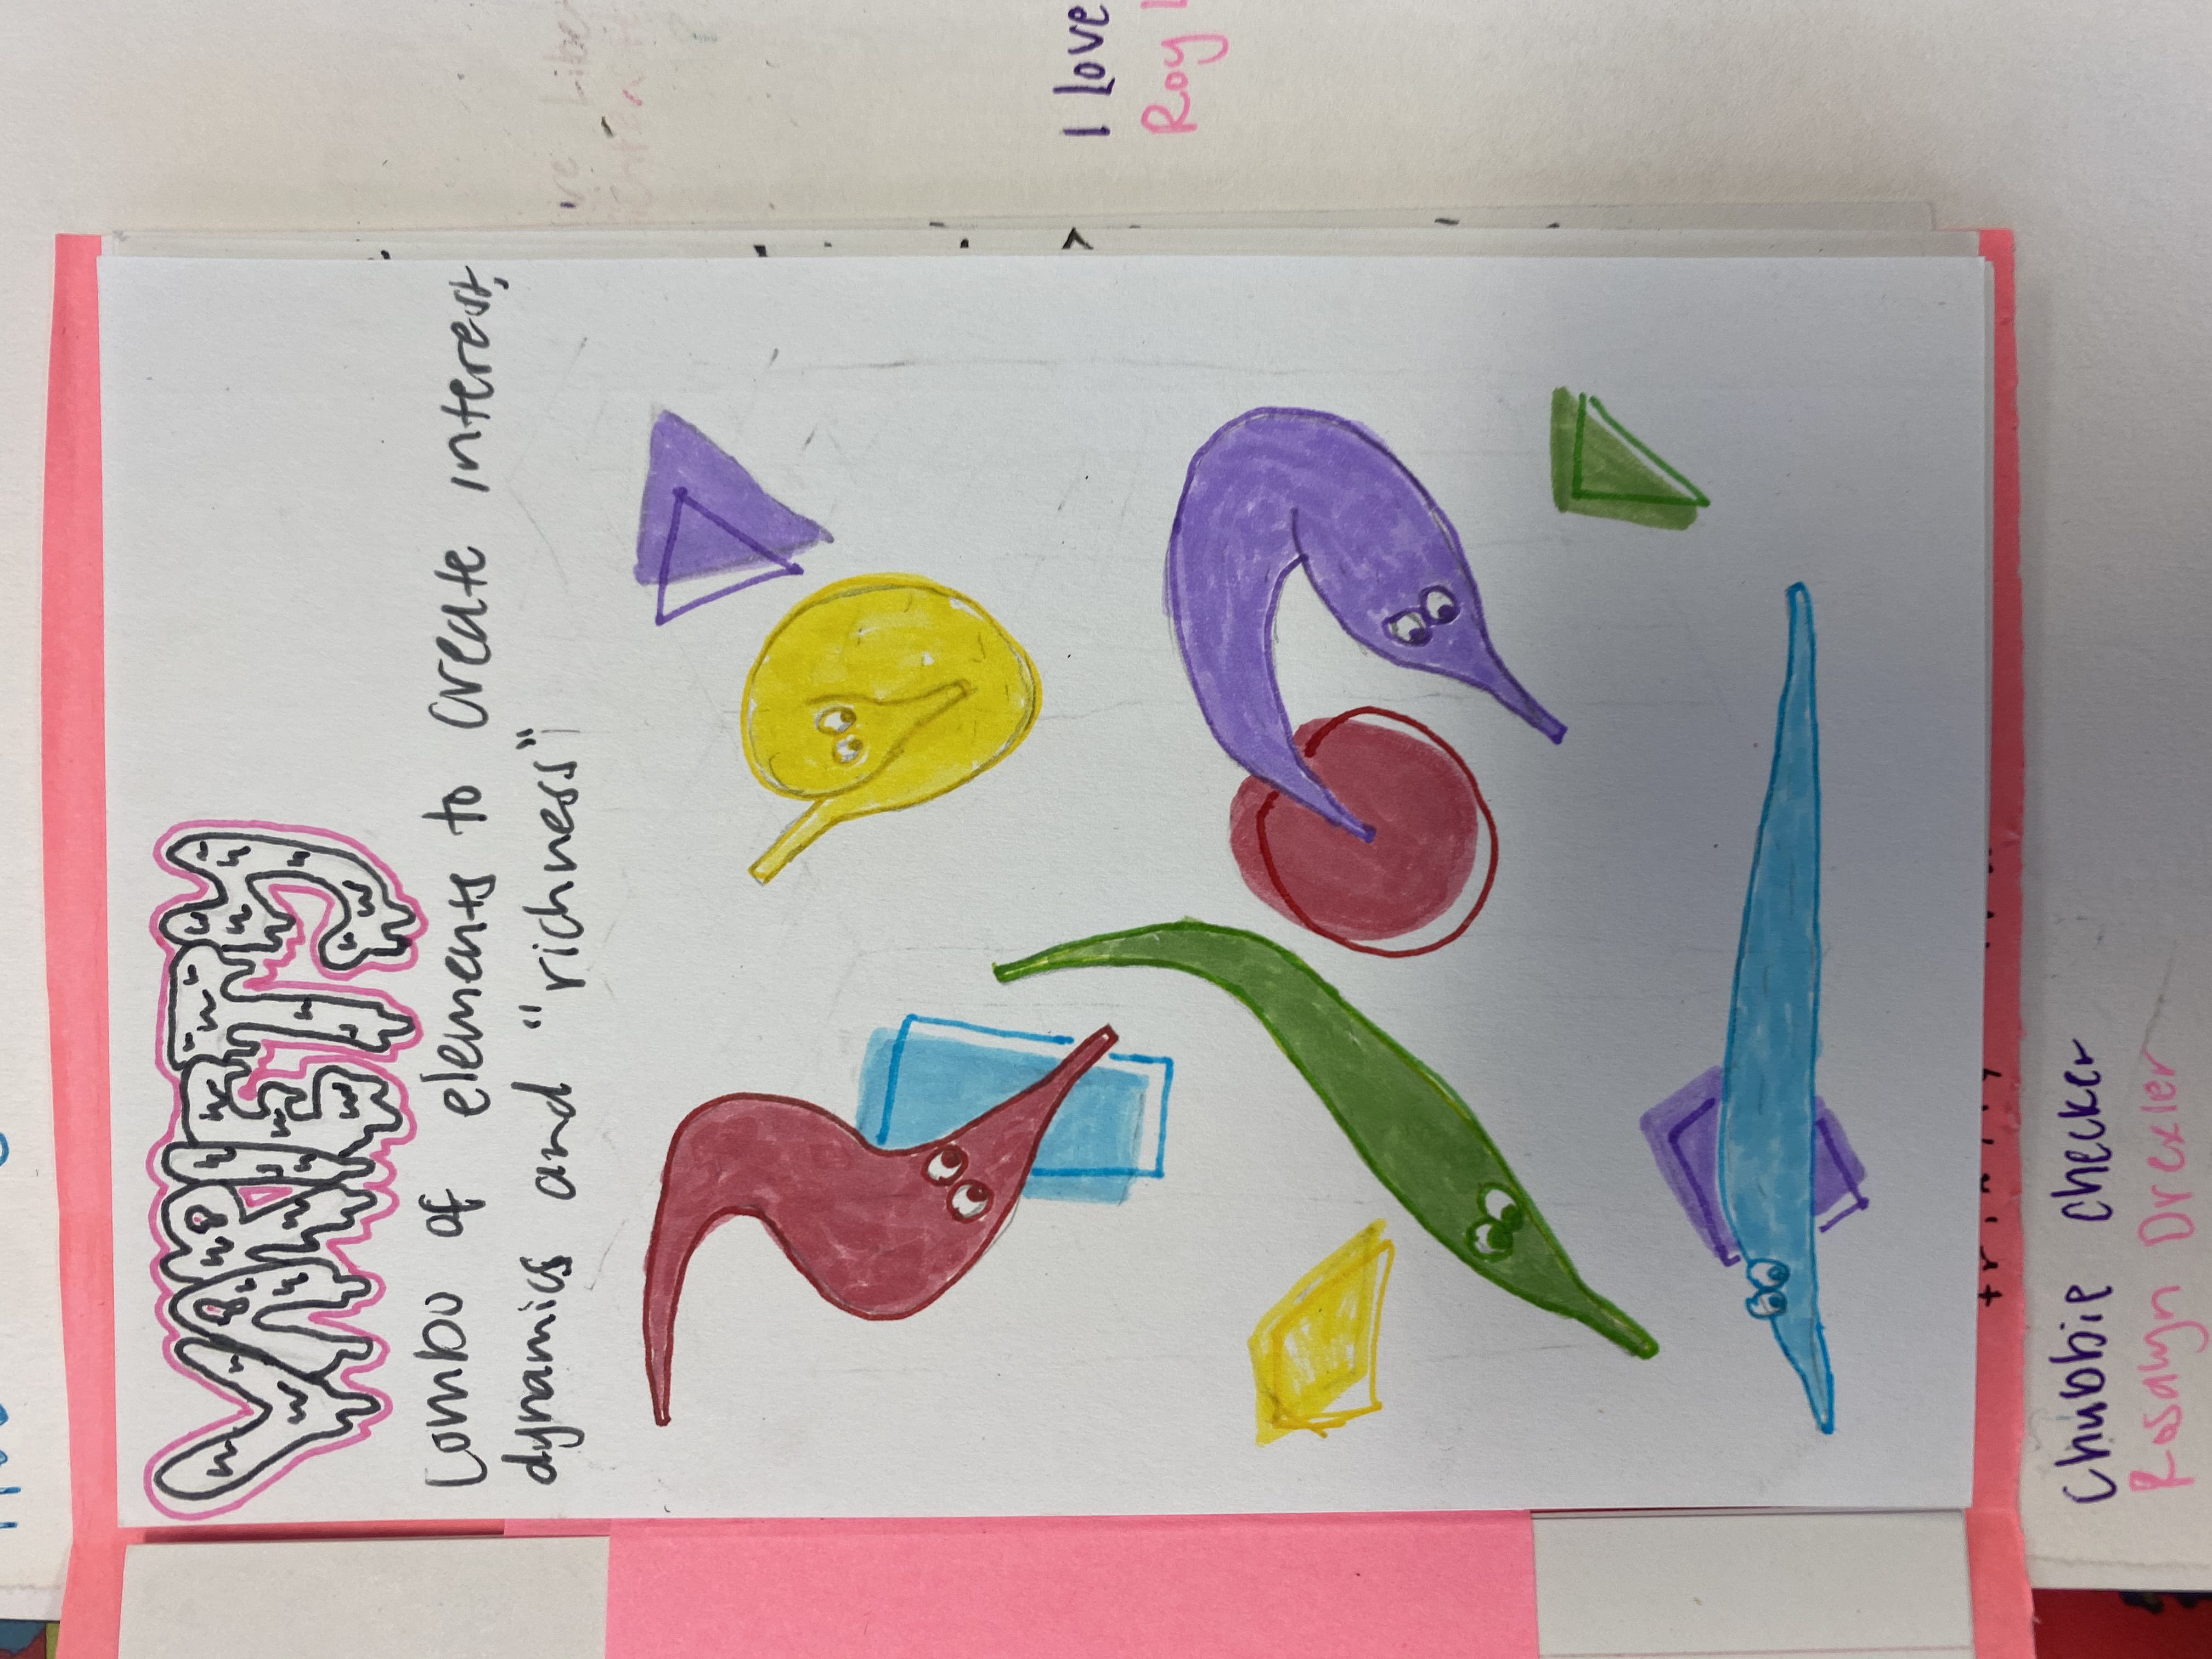 VARIETY
Combo of elements to create interest,
dynamics and "richness"
I love
Roy
Chubbie Checker
Rosalyn Drexler